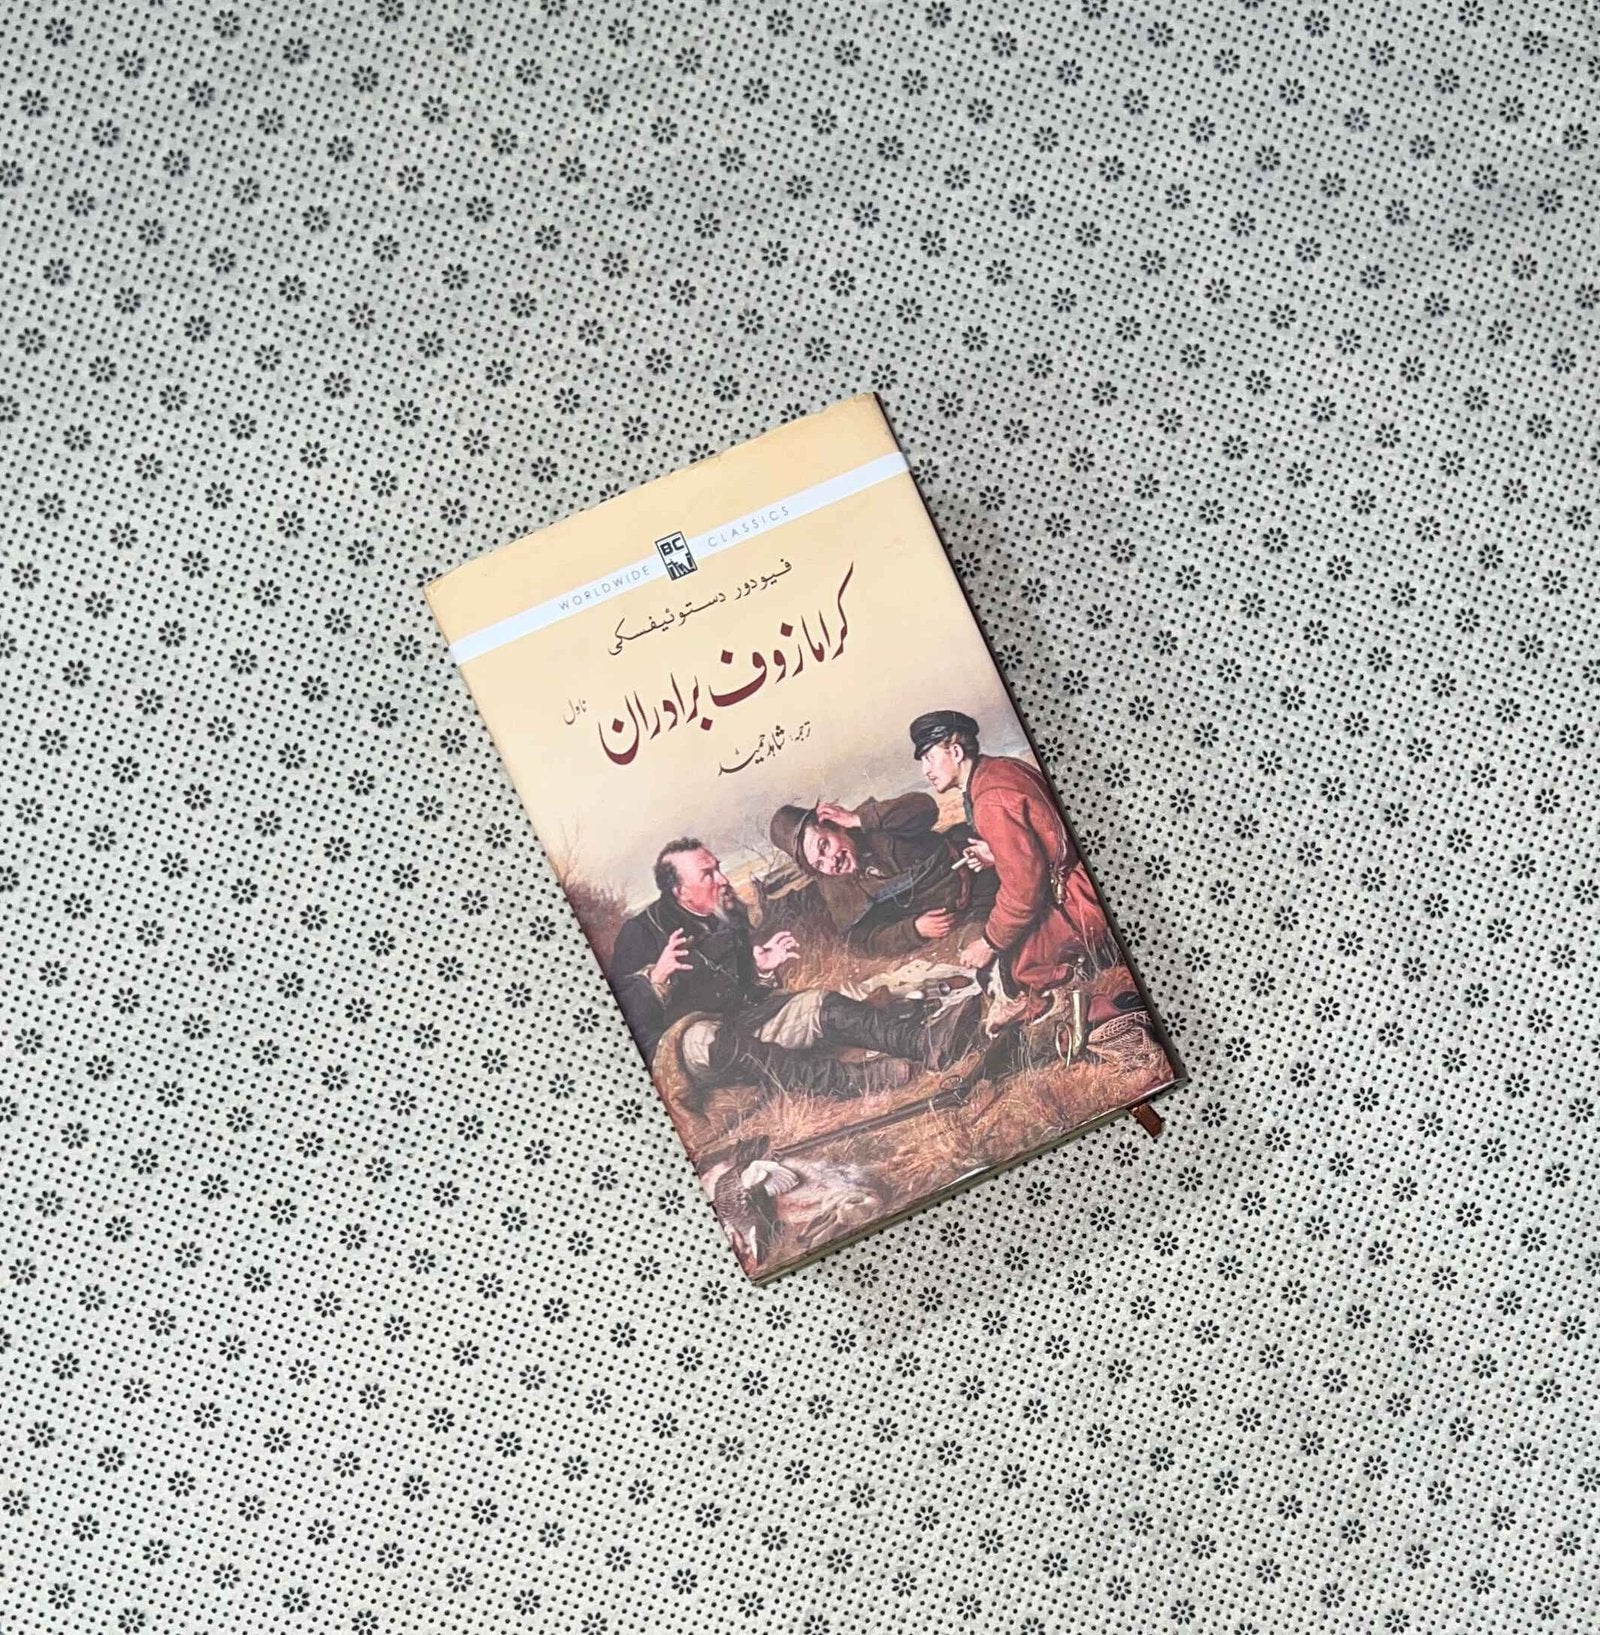 WORLDWIDE BC CLASSICS
فیودور دستوئیفسکی
کرامازوف برادران
ناول
ترجمہ: شاہد حمید